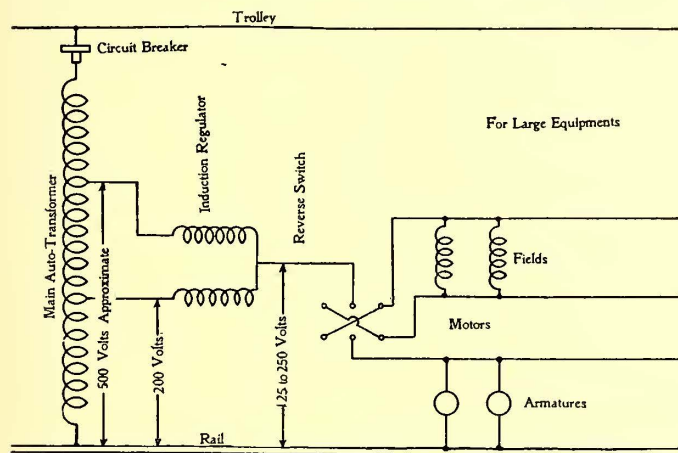 Trolley
Circuit Breaker
For Large Equipments
Main Auto-Transformer
500 Volts Approximate
200 Volts
Induction Regulator
Reverse Switch
125 to 250 Volts
Fields
Motors
Armatures
Rail